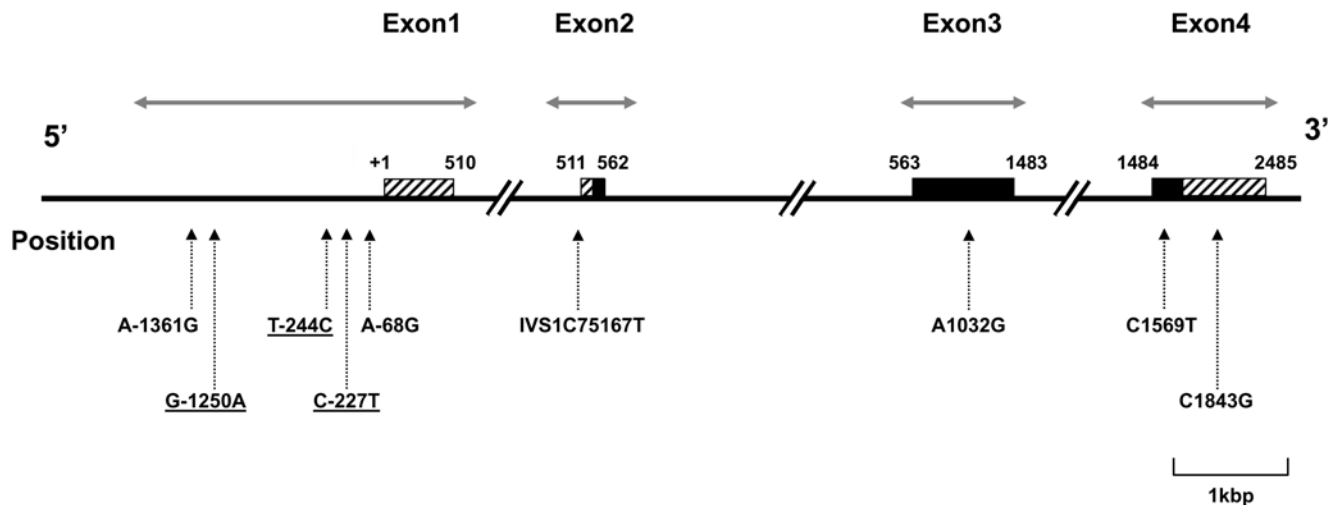 Exon1 Exon2 Exon3 Exon4
5’ 3’
+1 510 511 562 563 1483 1484 2485
Position
A-1361G T-244C A-68G IVS1C75167T A1032G C1569T
G-1250A C-227T C1843G
1kbp